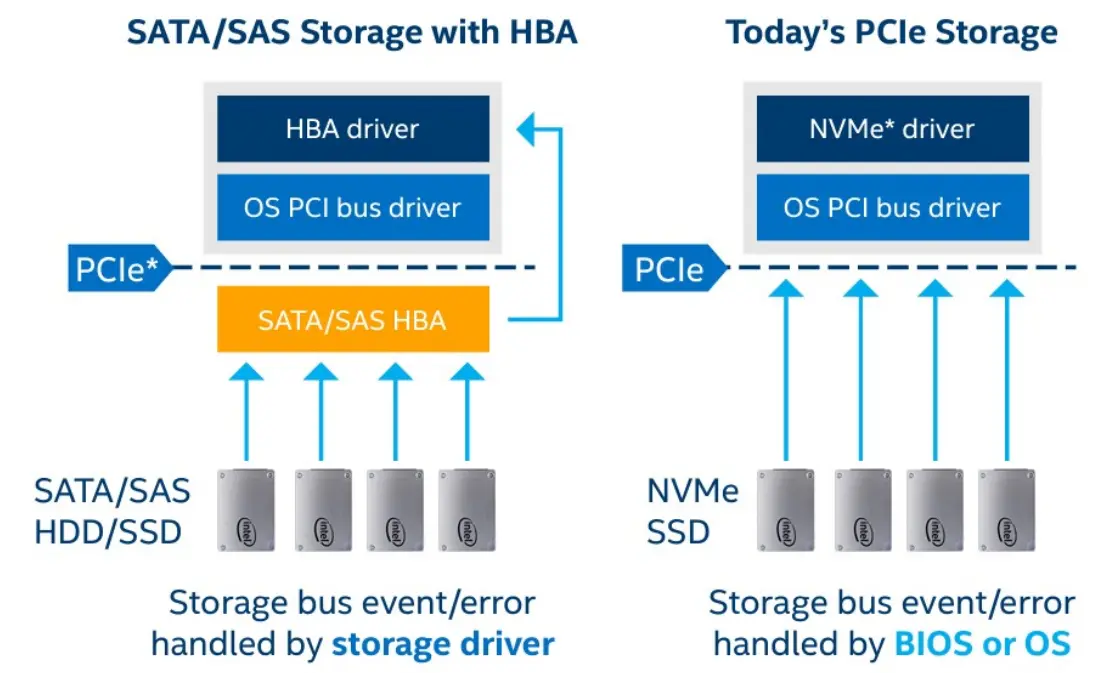 SATA/SAS Storage with HBA
HBA driver
OS PCI bus driver
PCIe*
SATA/SAS HBA
SATA/SAS
HDD/SSD
intel
intel
intel
intel
Storage bus event/error
handled by storage driver
Today's PCIe Storage
NVMe* driver
OS PCI bus driver
PCIe
NVMe
SSD
intel
intel
intel
intel
Storage bus event/error
handled by BIOS or OS